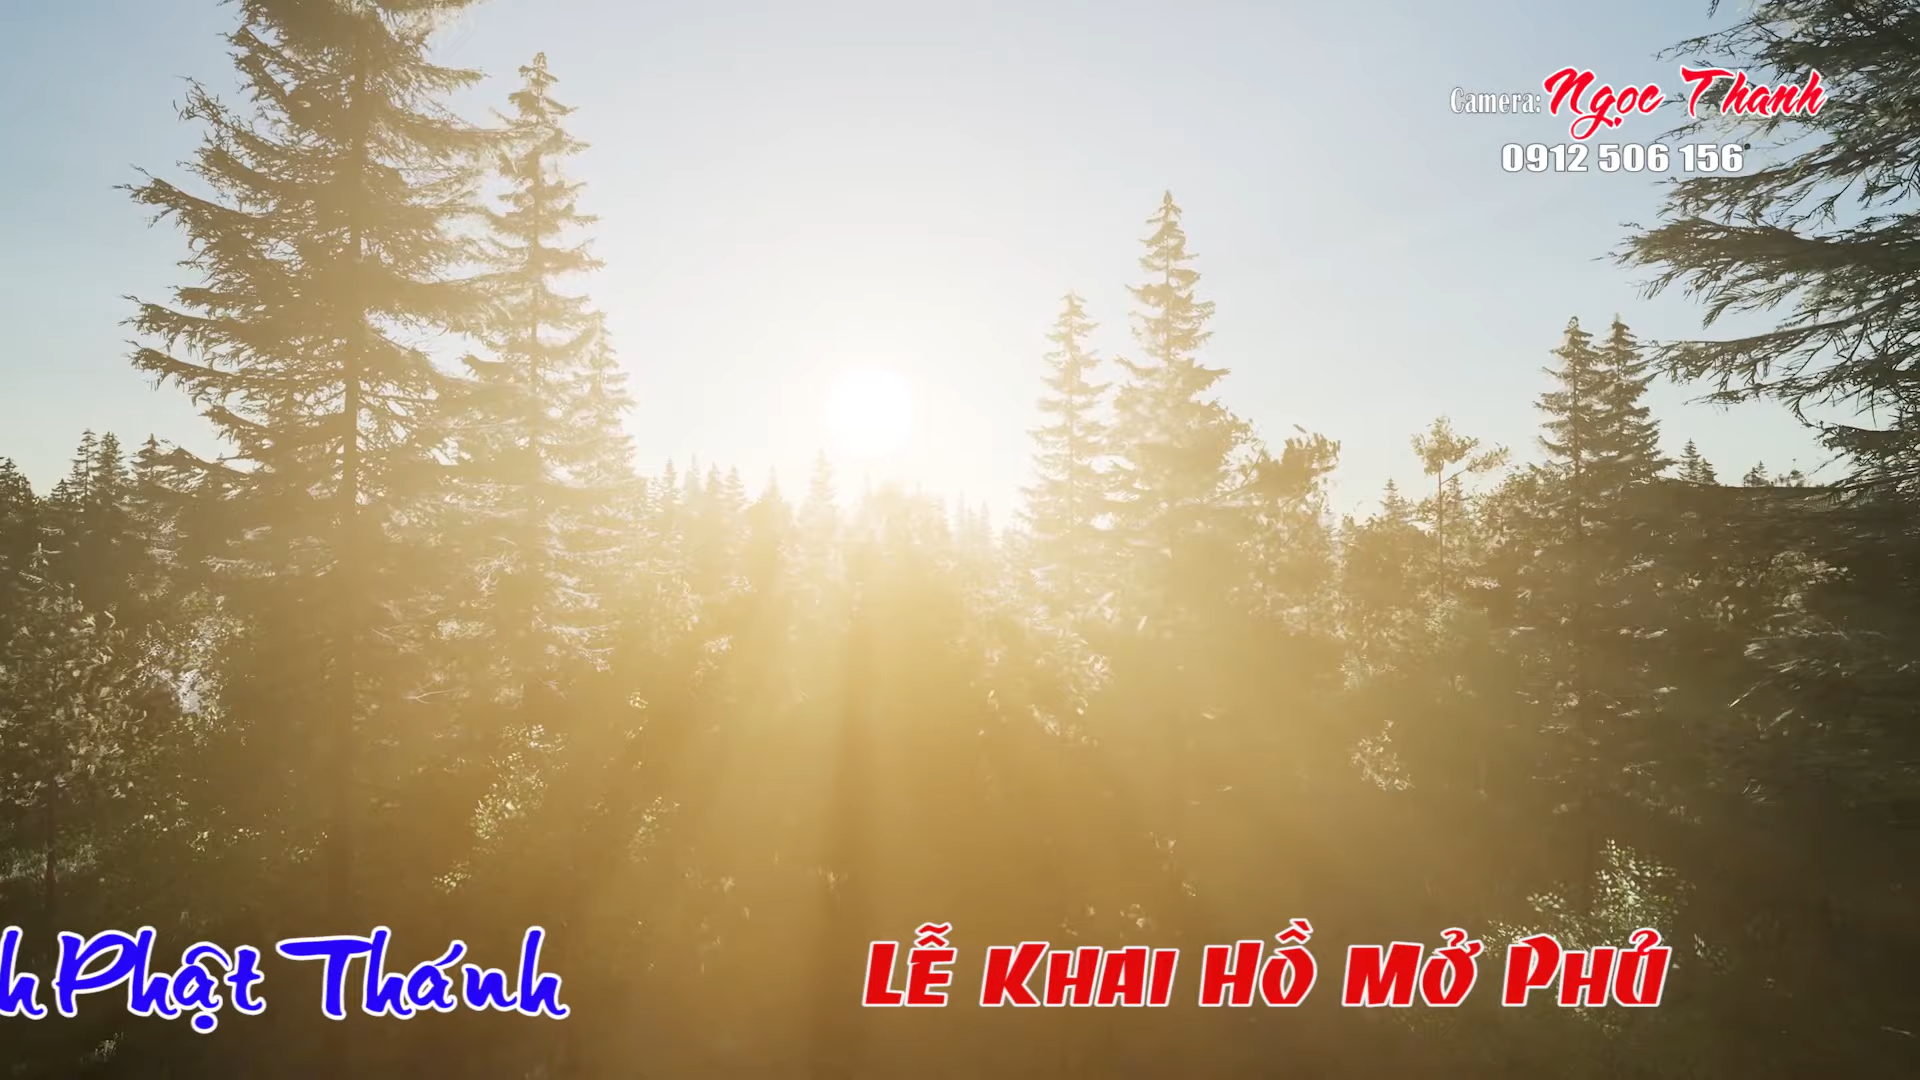 Camera: Ngọc Thanh
0912 506 156
h Phật Thánh LỄ KHAI HỒ MỞ PHỦ